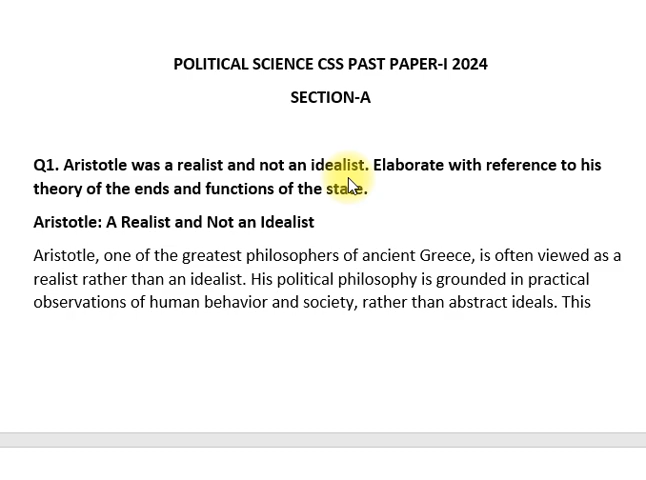 POLITICAL SCIENCE CSS PAST PAPER-I 2024
SECTION-A
Q1. Aristotle was a realist and not an idealist. Elaborate with reference to his
theory of the ends and functions of the state.
Aristotle: A Realist and Not an Idealist
Aristotle, one of the greatest philosophers of ancient Greece, is often viewed as a
realist rather than an idealist. His political philosophy is grounded in practical
observations of human behavior and society, rather than abstract ideals. This